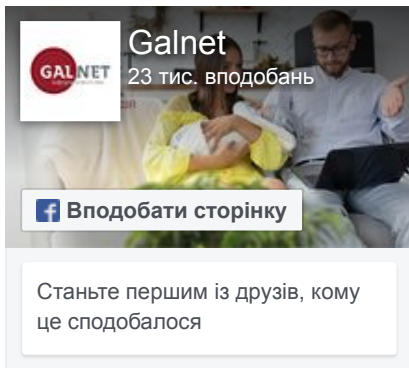 Galnet
23 тис. вподобань
GALNET
Вподобати сторінку
Станьте першим із друзів, кому
це сподобалося